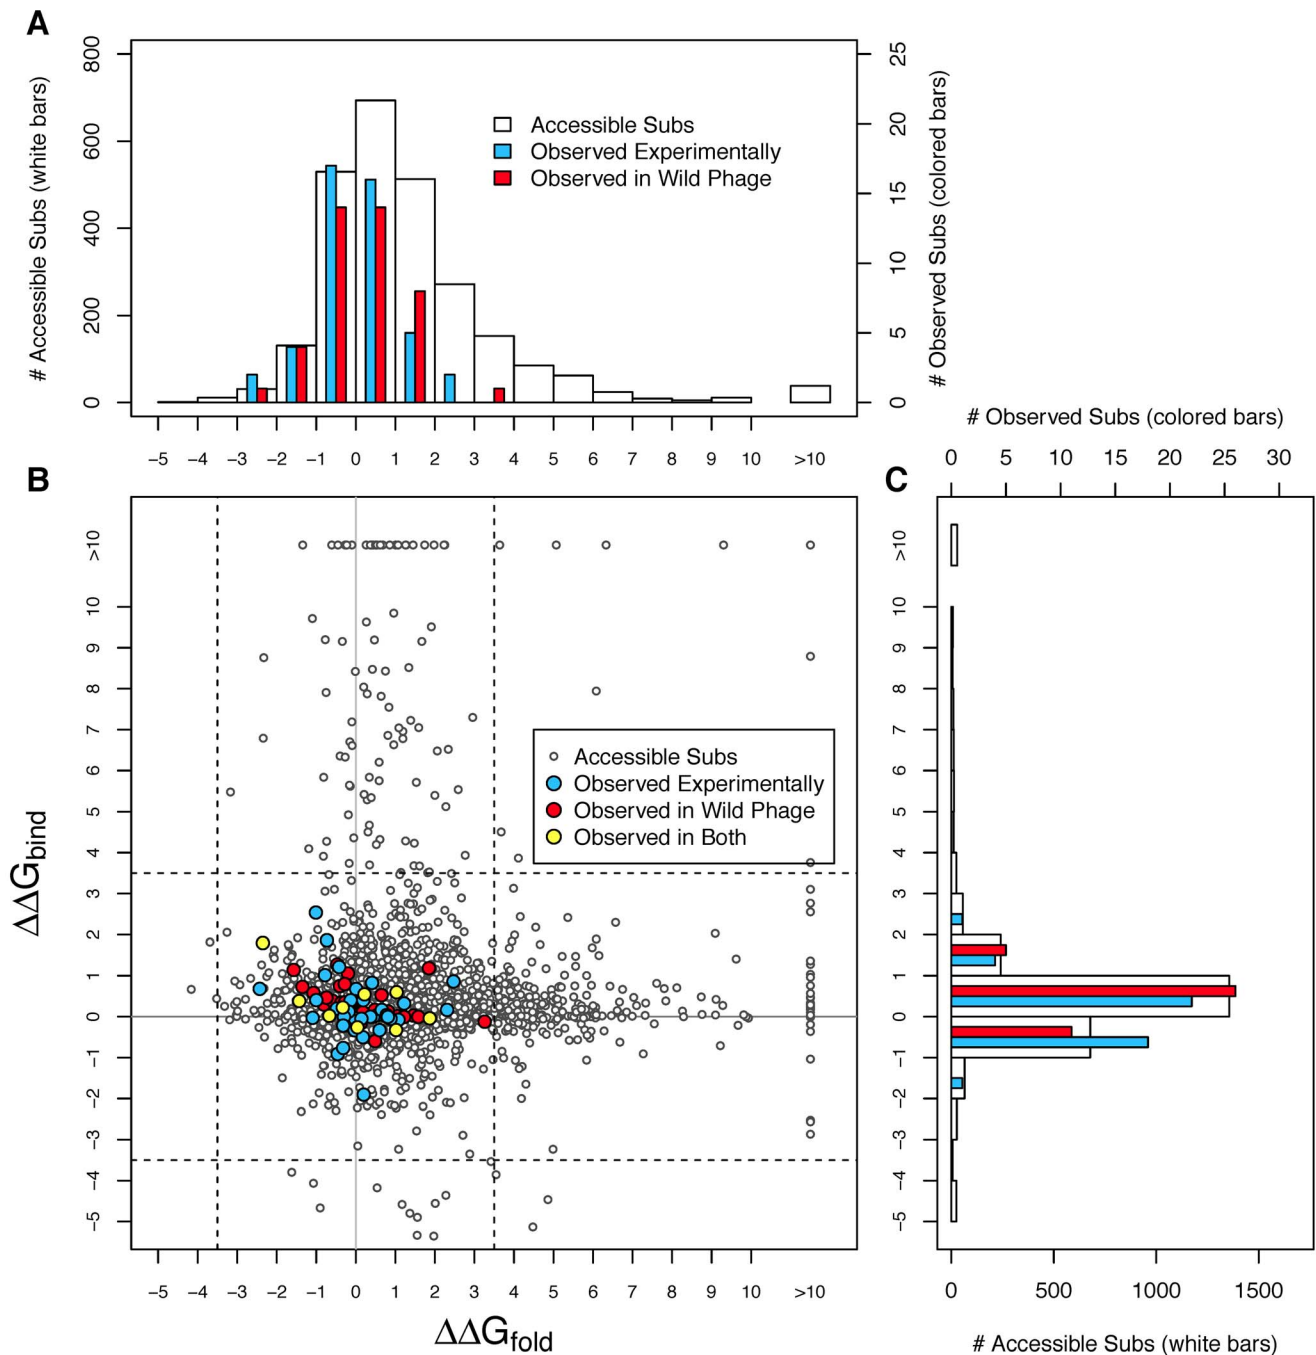 A
# Accessible Subs (white bars)
0 200 400 600 800
Accessible Subs
Observed Experimentally
Observed in Wild Phage
0 5 10 15 20 25
# Observed Subs (colored bars)
−5 −4 −3 −2 −1 0 1 2 3 4 5 6 7 8 9 10 >10
B
ΔΔGbind
−5 −4 −3 −2 −1 0 1 2 3 4 5 6 7 8 9 10 >10
Accessible Subs
Observed Experimentally
Observed in Wild Phage
Observed in Both
−5 −4 −3 −2 −1 0 1 2 3 4 5 6 7 8 9 10 >10
ΔΔGfold
# Observed Subs (colored bars)
0 5 10 15 20 25 30
C
−5 −4 −3 −2 −1 0 1 2 3 4 5 6 7 8 9 10 >10
0 500 1000 1500
# Accessible Subs (white bars)